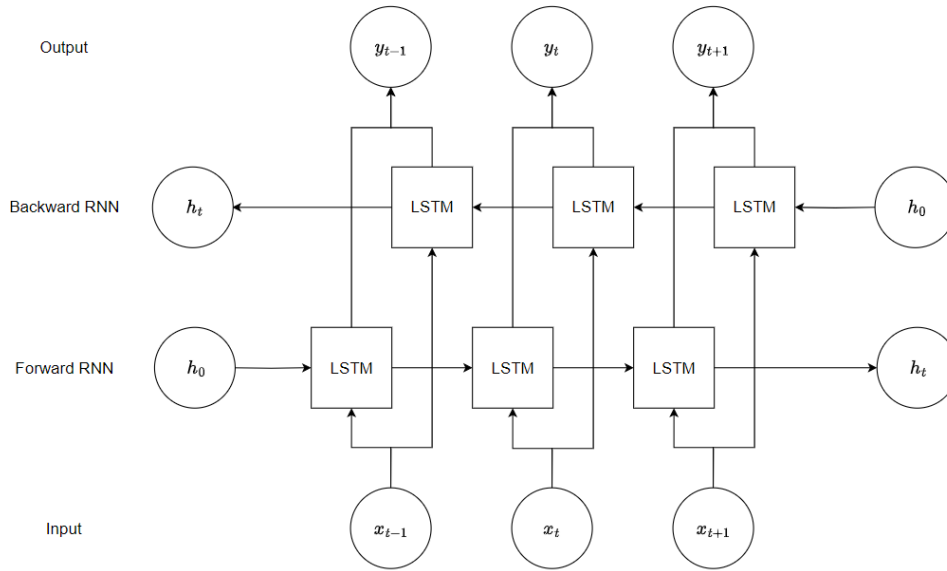 Output y_{t-1} y_t y_{t+1}
Backward RNN h_t LSTM LSTM LSTM h_0
Forward RNN h_0 LSTM LSTM LSTM h_t
Input x_{t-1} x_t x_{t+1}